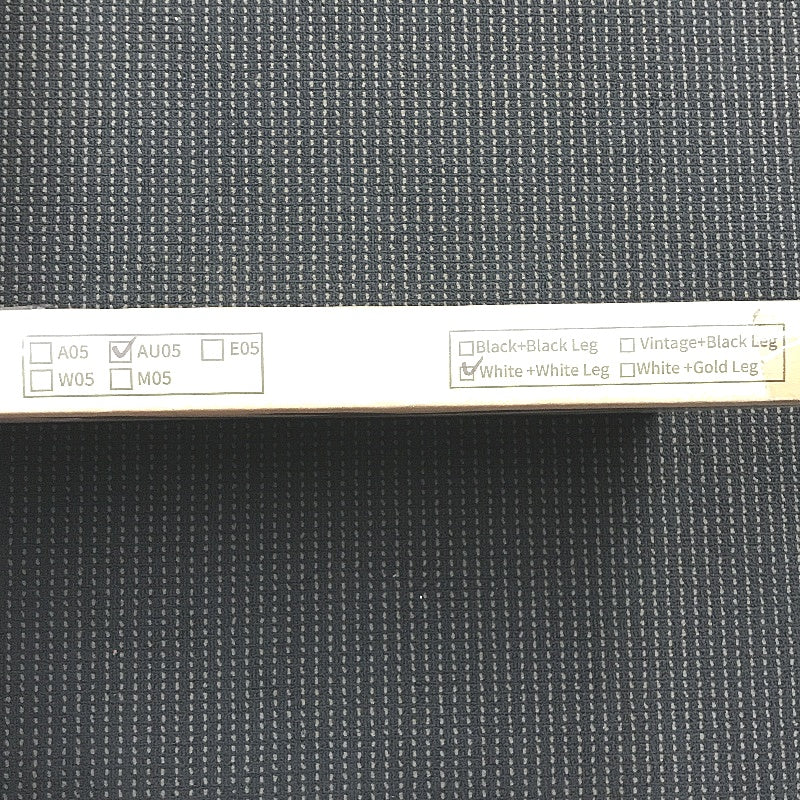 ☐ A05 ☑ AU05 ☐ E05
☐ W05 ☐ M05
☐ Black+Black Leg ☐ Vintage+Black Leg
☑ White +White Leg ☐ White +Gold Leg